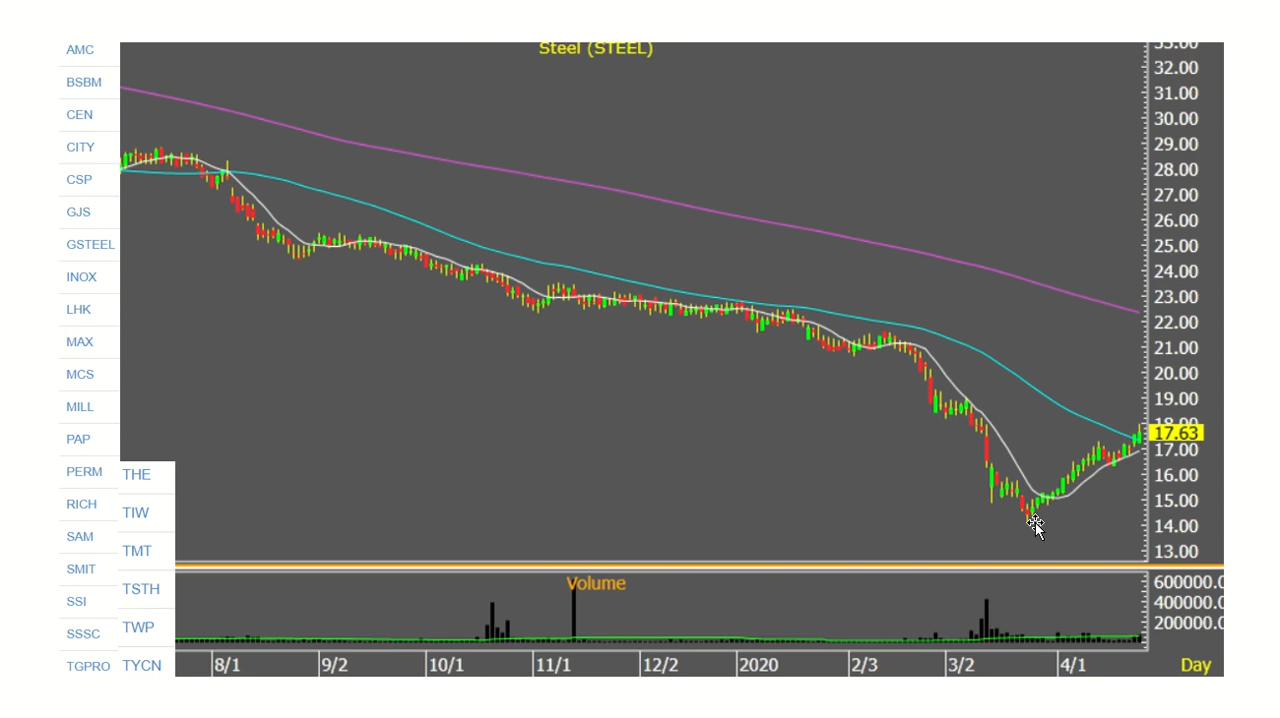 Steel (STEEL)
AMC
BSBM
CEN
CITY
CSP
GJS
GSTEEL
INOX
LHK
MAX
MCS
MILL
PAP
PERM
RICH
SAM
SMIT
SSI
SSSC
TGPRO
THE
TIW
TMT
TSTH
TWP
TYCN
33.00
32.00
31.00
30.00
29.00
28.00
27.00
26.00
25.00
24.00
23.00
22.00
21.00
20.00
19.00
18.00
17.63
17.00
16.00
15.00
14.00
13.00
Volume
600000.0
400000.0
200000.0
8/1 9/2 10/1 11/1 12/2 2020 2/3 3/2 4/1 Day